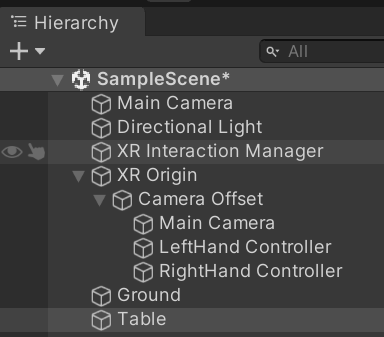 Hierarchy
All
SampleScene*
Main Camera
Directional Light
XR Interaction Manager
XR Origin
Camera Offset
Main Camera
LeftHand Controller
RightHand Controller
Ground
Table